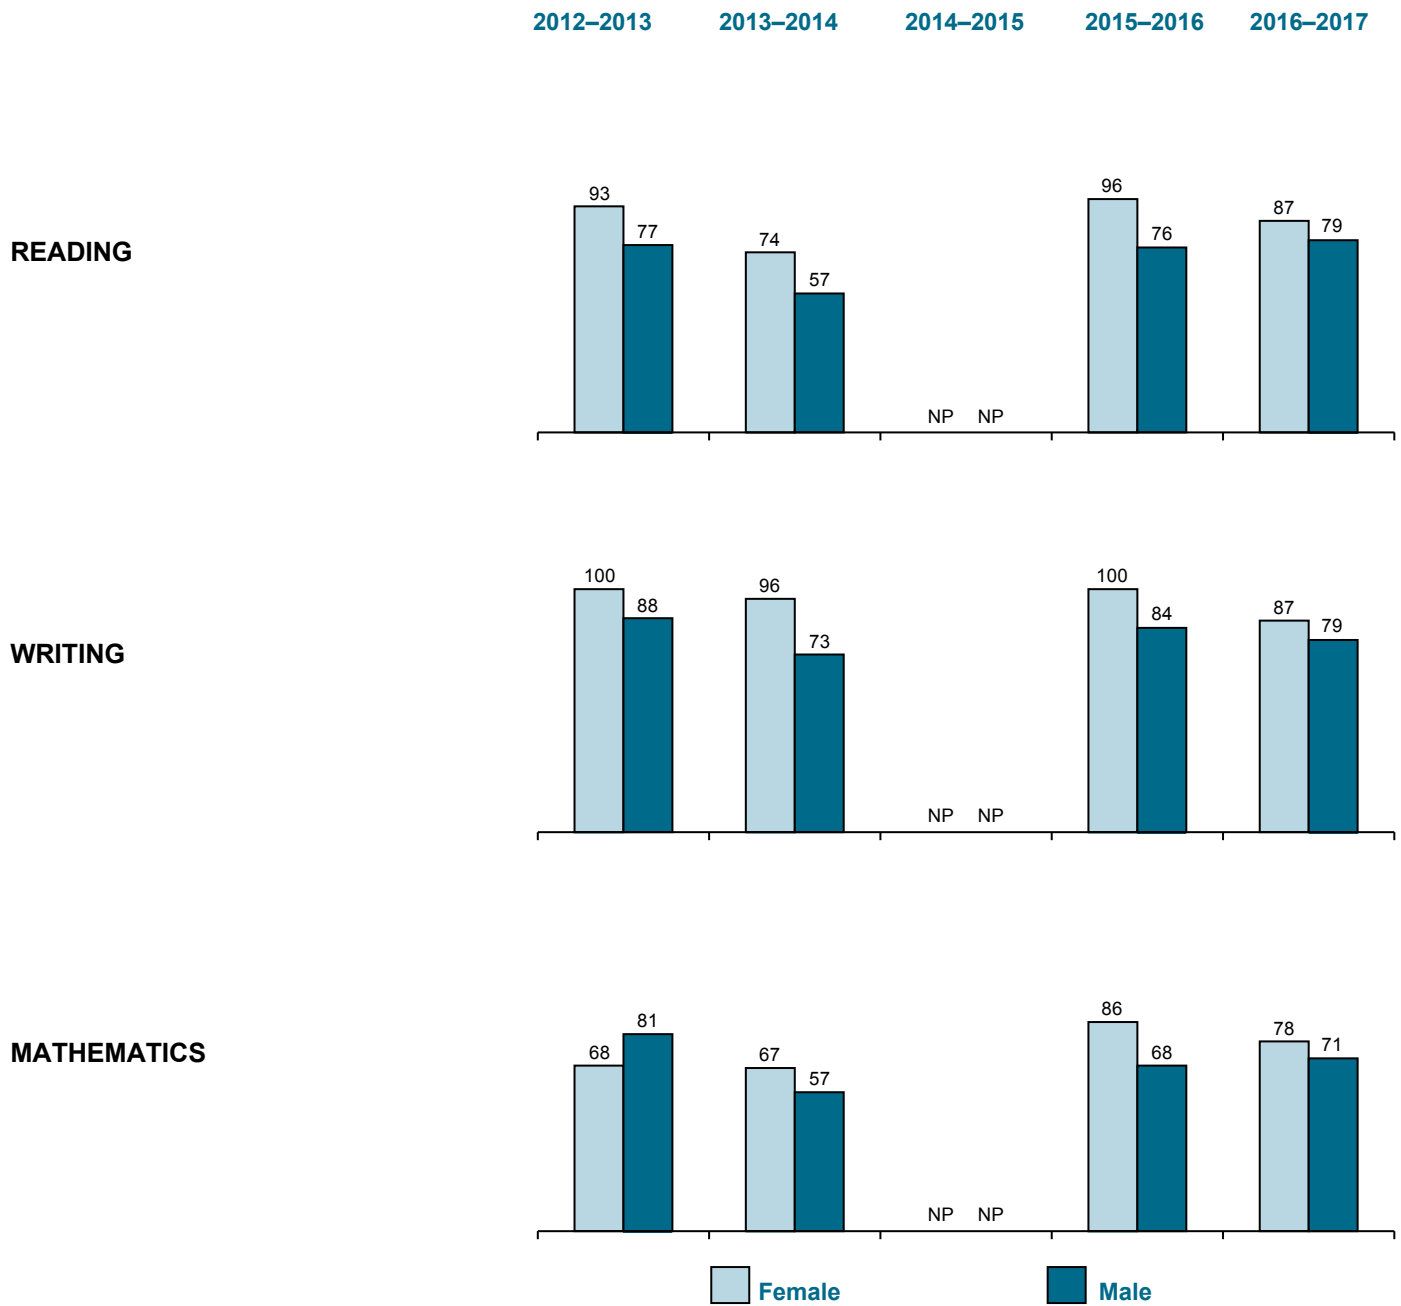 2012–2013 2013–2014 2014–2015 2015–2016 2016–2017
READING
93 77 74 57 NP NP 96 76 87 79
WRITING
100 88 96 73 NP NP 100 84 87 79
MATHEMATICS
68 81 67 57 NP NP 86 68 78 71
Female Male